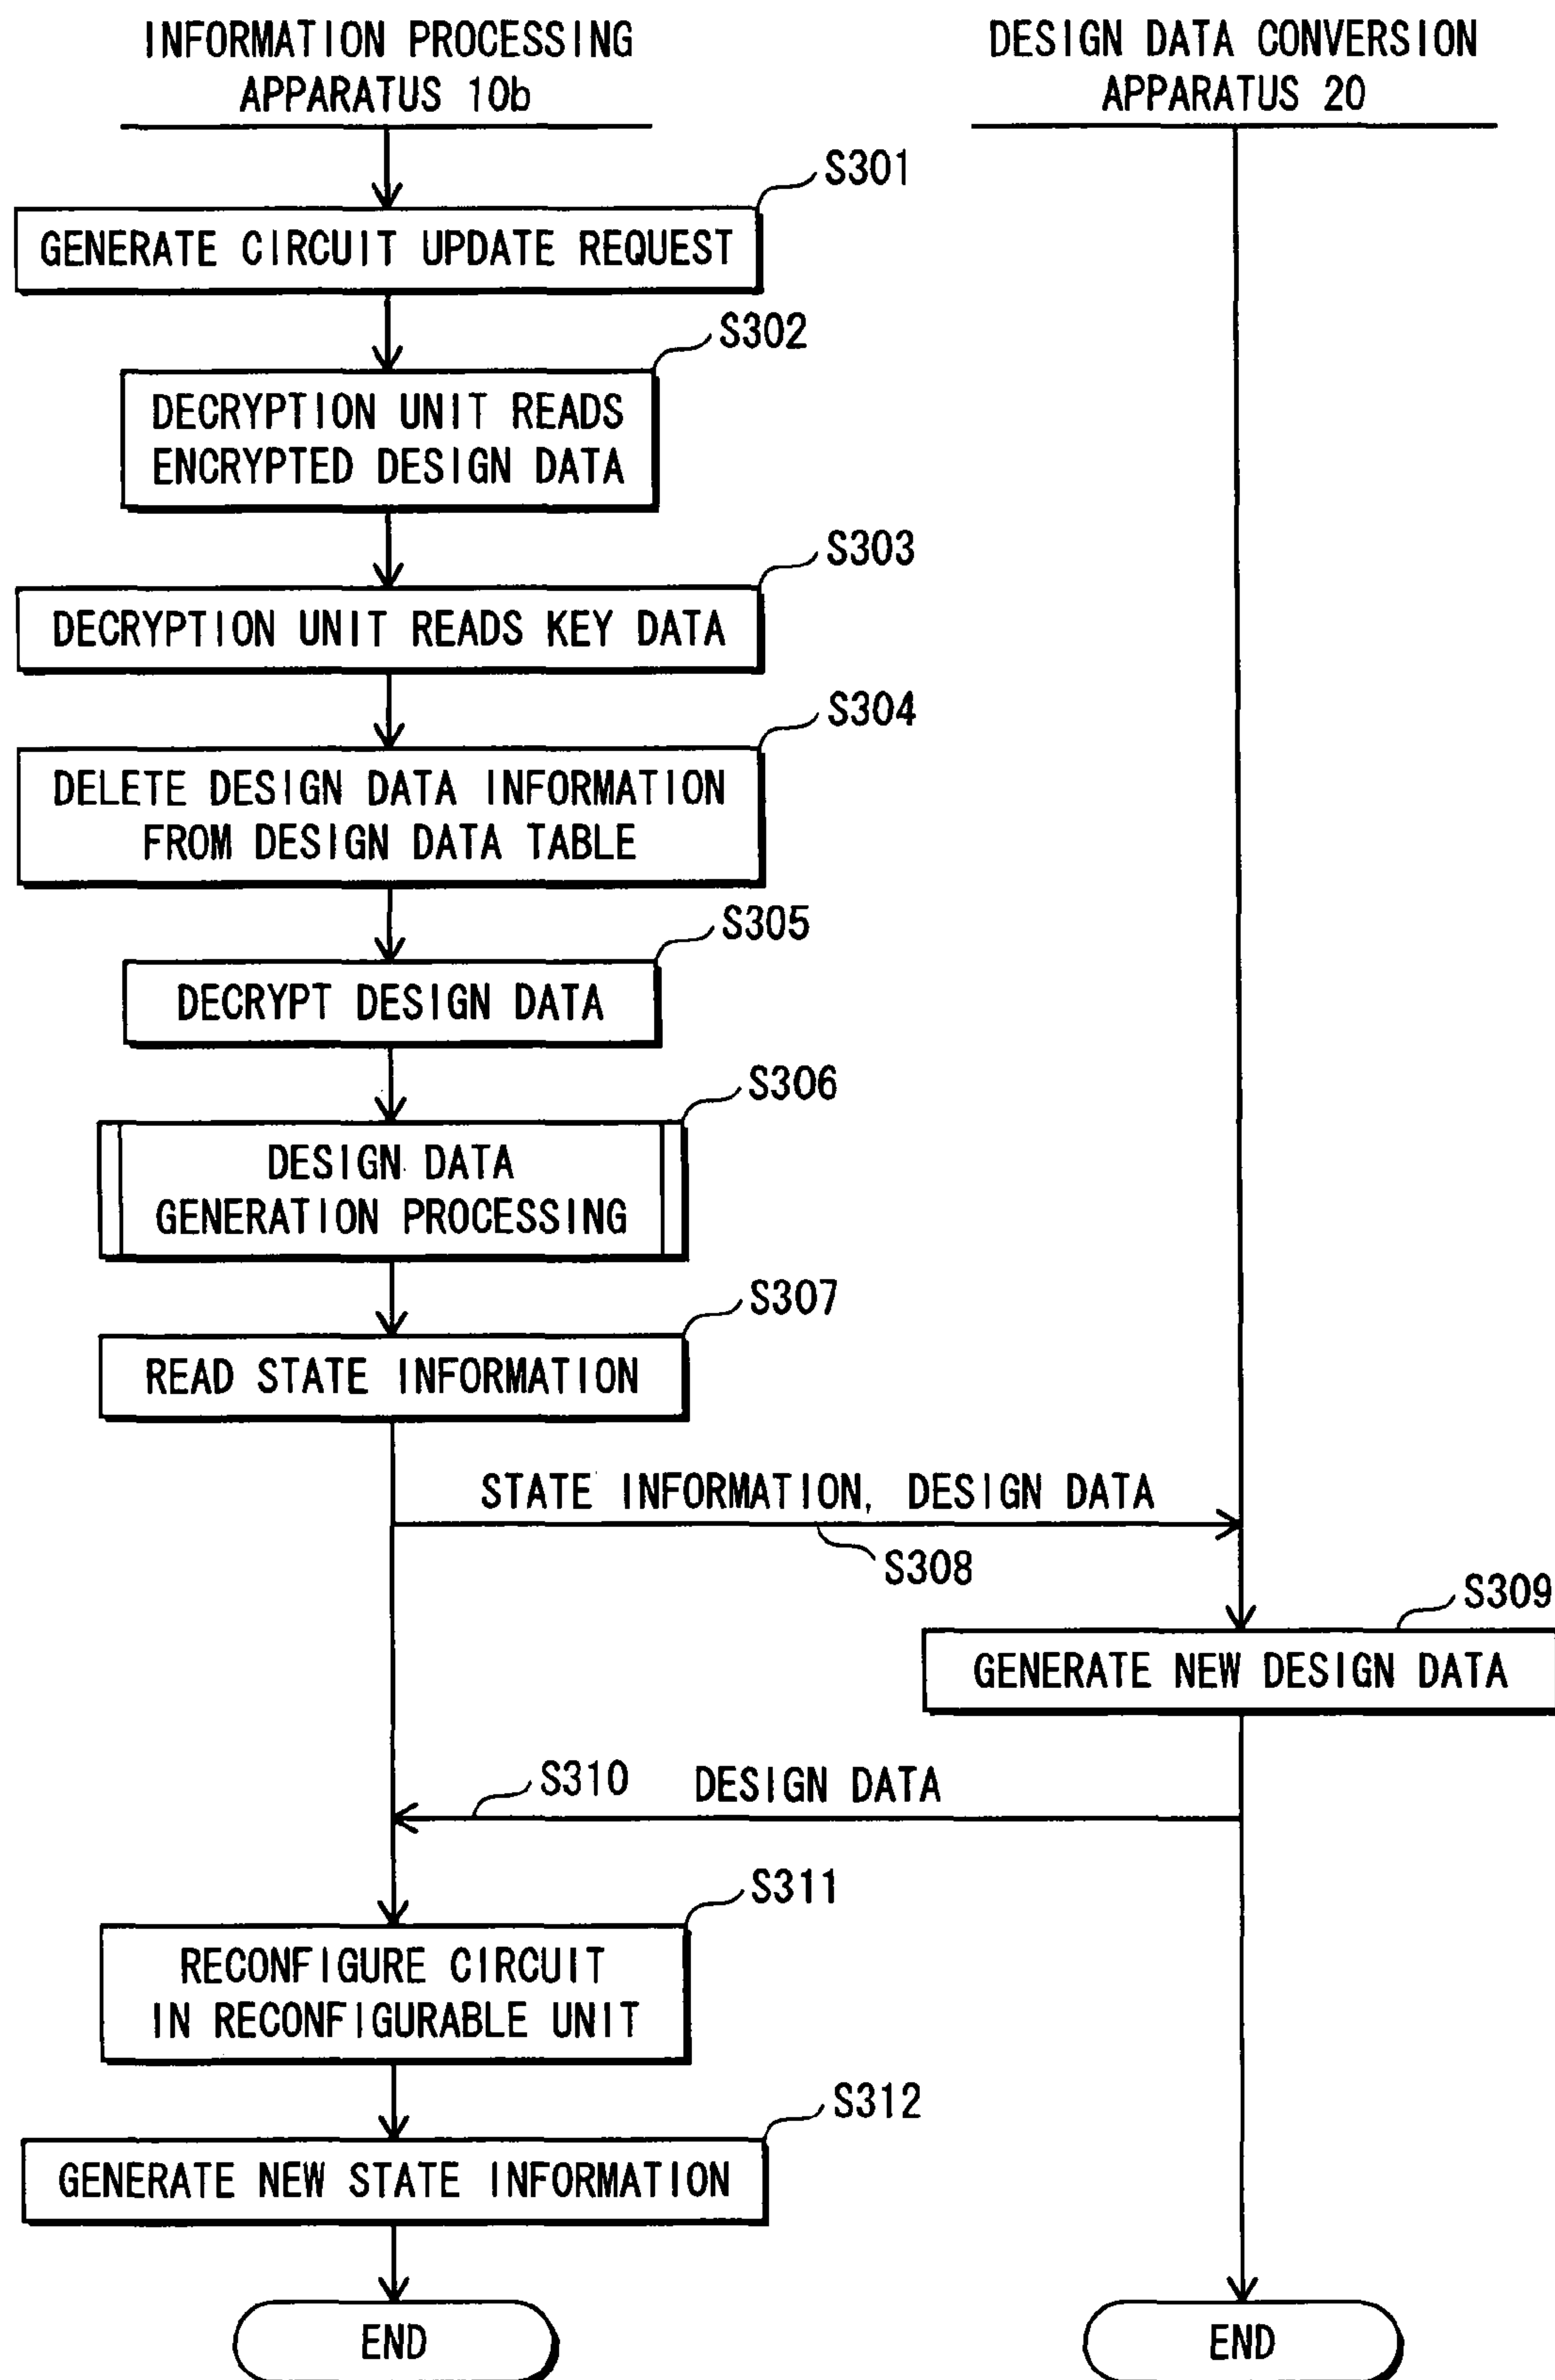 INFORMATION PROCESSING
APPARATUS 10b
DESIGN DATA CONVERSION
APPARATUS 20
S301
GENERATE CIRCUIT UPDATE REQUEST
S302
DECRYPTION UNIT READS
ENCRYPTED DESIGN DATA
S303
DECRYPTION UNIT READS KEY DATA
S304
DELETE DESIGN DATA INFORMATION
FROM DESIGN DATA TABLE
S305
DECRYPT DESIGN DATA
S306
DESIGN DATA
GENERATION PROCESSING
S307
READ STATE INFORMATION
STATE INFORMATION, DESIGN DATA
S308
S309
GENERATE NEW DESIGN DATA
S310
DESIGN DATA
S311
RECONFIGURE CIRCUIT
IN RECONFIGURABLE UNIT
S312
GENERATE NEW STATE INFORMATION
END
END